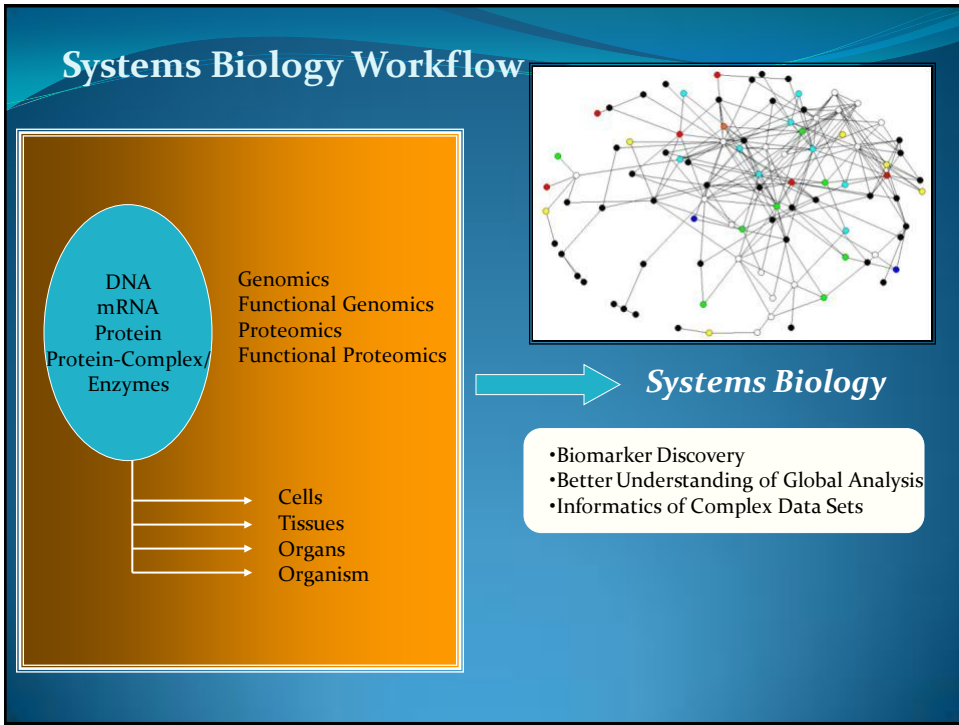 Systems Biology Workflow
DNA
mRNA
Protein
Protein-Complex/
Enzymes
Genomics
Functional Genomics
Proteomics
Functional Proteomics
Cells
Tissues
Organs
Organism
Systems Biology
•Biomarker Discovery
•Better Understanding of Global Analysis
•Informatics of Complex Data Sets